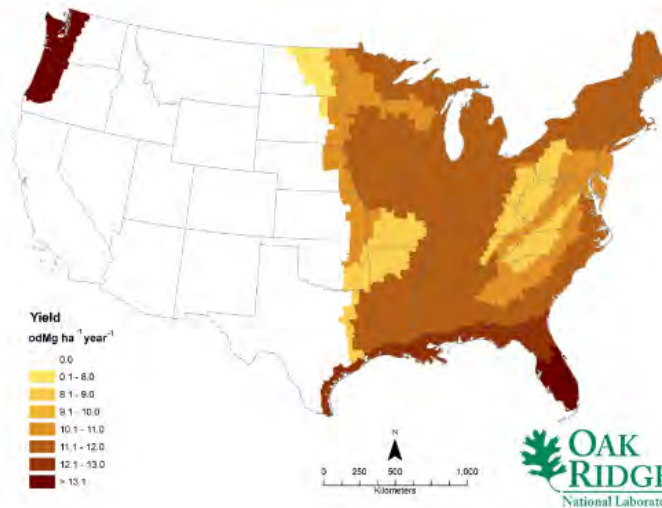 Yield
odMg ha⁻¹ year⁻¹
0.0
0.1 - 8.0
8.1 - 9.0
9.1 - 10.0
10.1 - 11.0
11.1 - 12.0
12.1 - 13.0
> 13.1
N
0 250 500 1,000
Kilometers
OAK
RIDGE
National Laborato